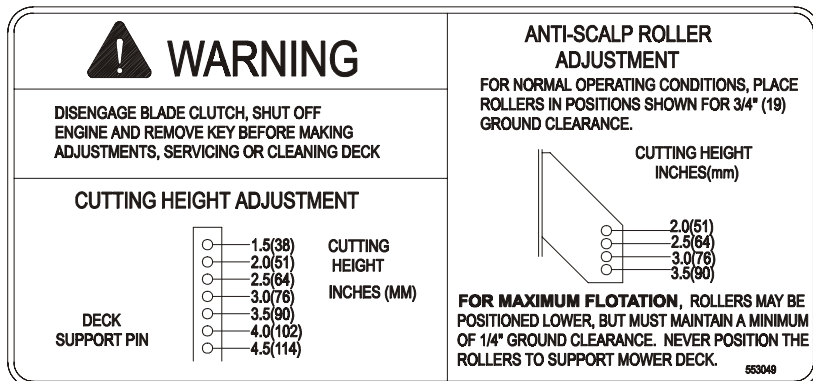 WARNING
DISENGAGE BLADE CLUTCH, SHUT OFF
ENGINE AND REMOVE KEY BEFORE MAKING
ADJUSTMENTS, SERVICING OR CLEANING DECK
CUTTING HEIGHT ADJUSTMENT
1.5(38)
2.0(51)
2.5(64)
3.0(76)
3.5(90)
4.0(102)
4.5(114)
CUTTING
HEIGHT
INCHES (MM)
DECK
SUPPORT PIN
ANTI-SCALP ROLLER
ADJUSTMENT
FOR NORMAL OPERATING CONDITIONS, PLACE
ROLLERS IN POSITIONS SHOWN FOR 3/4" (19)
GROUND CLEARANCE.
CUTTING HEIGHT
INCHES(mm)
2.0(51)
2.5(64)
3.0(76)
3.5(90)
FOR MAXIMUM FLOTATION, ROLLERS MAY BE
POSITIONED LOWER, BUT MUST MAINTAIN A MINIMUM
OF 1/4" GROUND CLEARANCE. NEVER POSITION THE
ROLLERS TO SUPPORT MOWER DECK.
553049